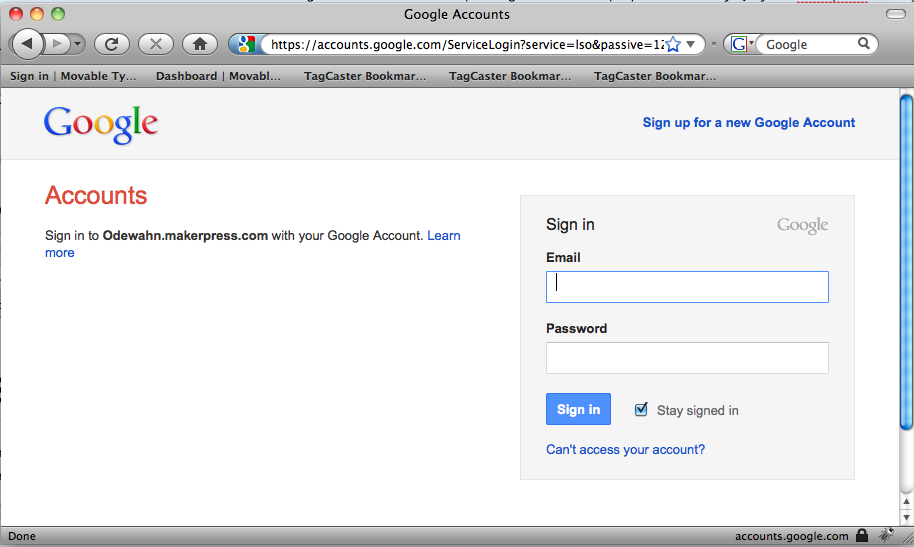 Google Accounts
https://accounts.google.com/ServiceLogin?service=lso&passive=12
Google
Sign in | Movable Ty... Dashboard | Movabl... TagCaster Bookmar... TagCaster Bookmar... TagCaster Bookmar...
Google
Sign up for a new Google Account
Accounts
Sign in to Odewahn.makerpress.com with your Google Account. Learn
more
Sign in
Google
Email
Password
Sign in
Stay signed in
Can't access your account?
Done
accounts.google.com